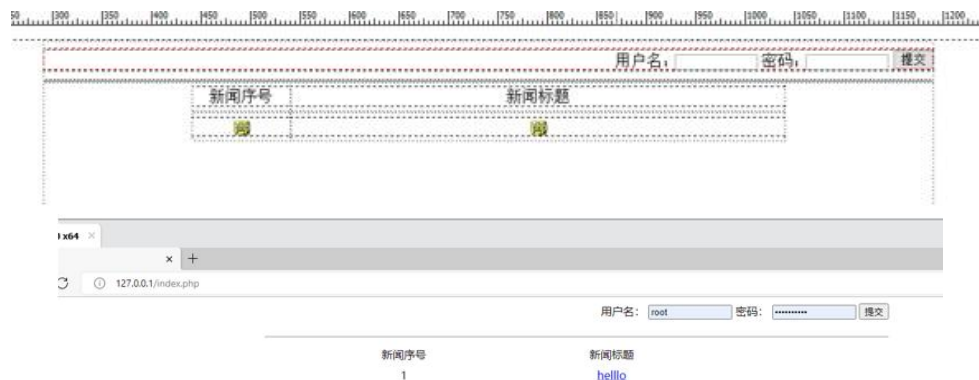 300 350 400 450 500 550 600 650 700 750 800 850 900 950 1000 1050 1100 1150 1200
用户名: 密码: 提交
新闻序号 新闻标题
x64 ×
× +
127.0.0.1/index.php
用户名: root 密码: •••••••••• 提交
新闻序号 新闻标题
1 helllo